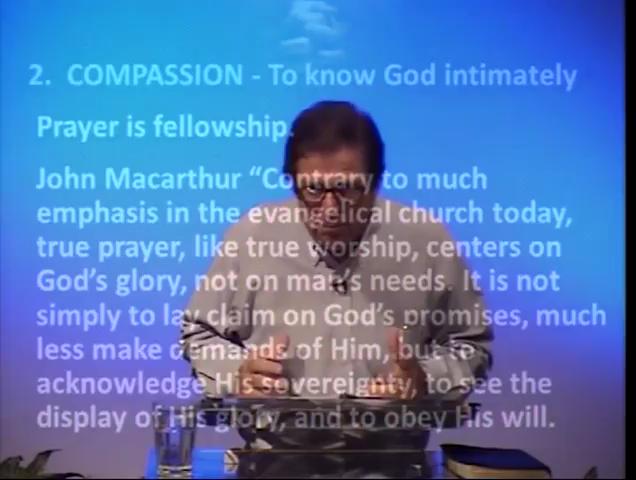 2. COMPASSION - To know God intimately
Prayer is fellowship.
John Macarthur “Contrary to much
emphasis in the evangelical church today,
true prayer, like true worship, centers on
God’s glory, not on man’s needs. It is not
simply to lay claim on God’s promises, much
less make demands of Him, but to
acknowledge His sovereignty, to see the
display of His glory, and to obey His will.